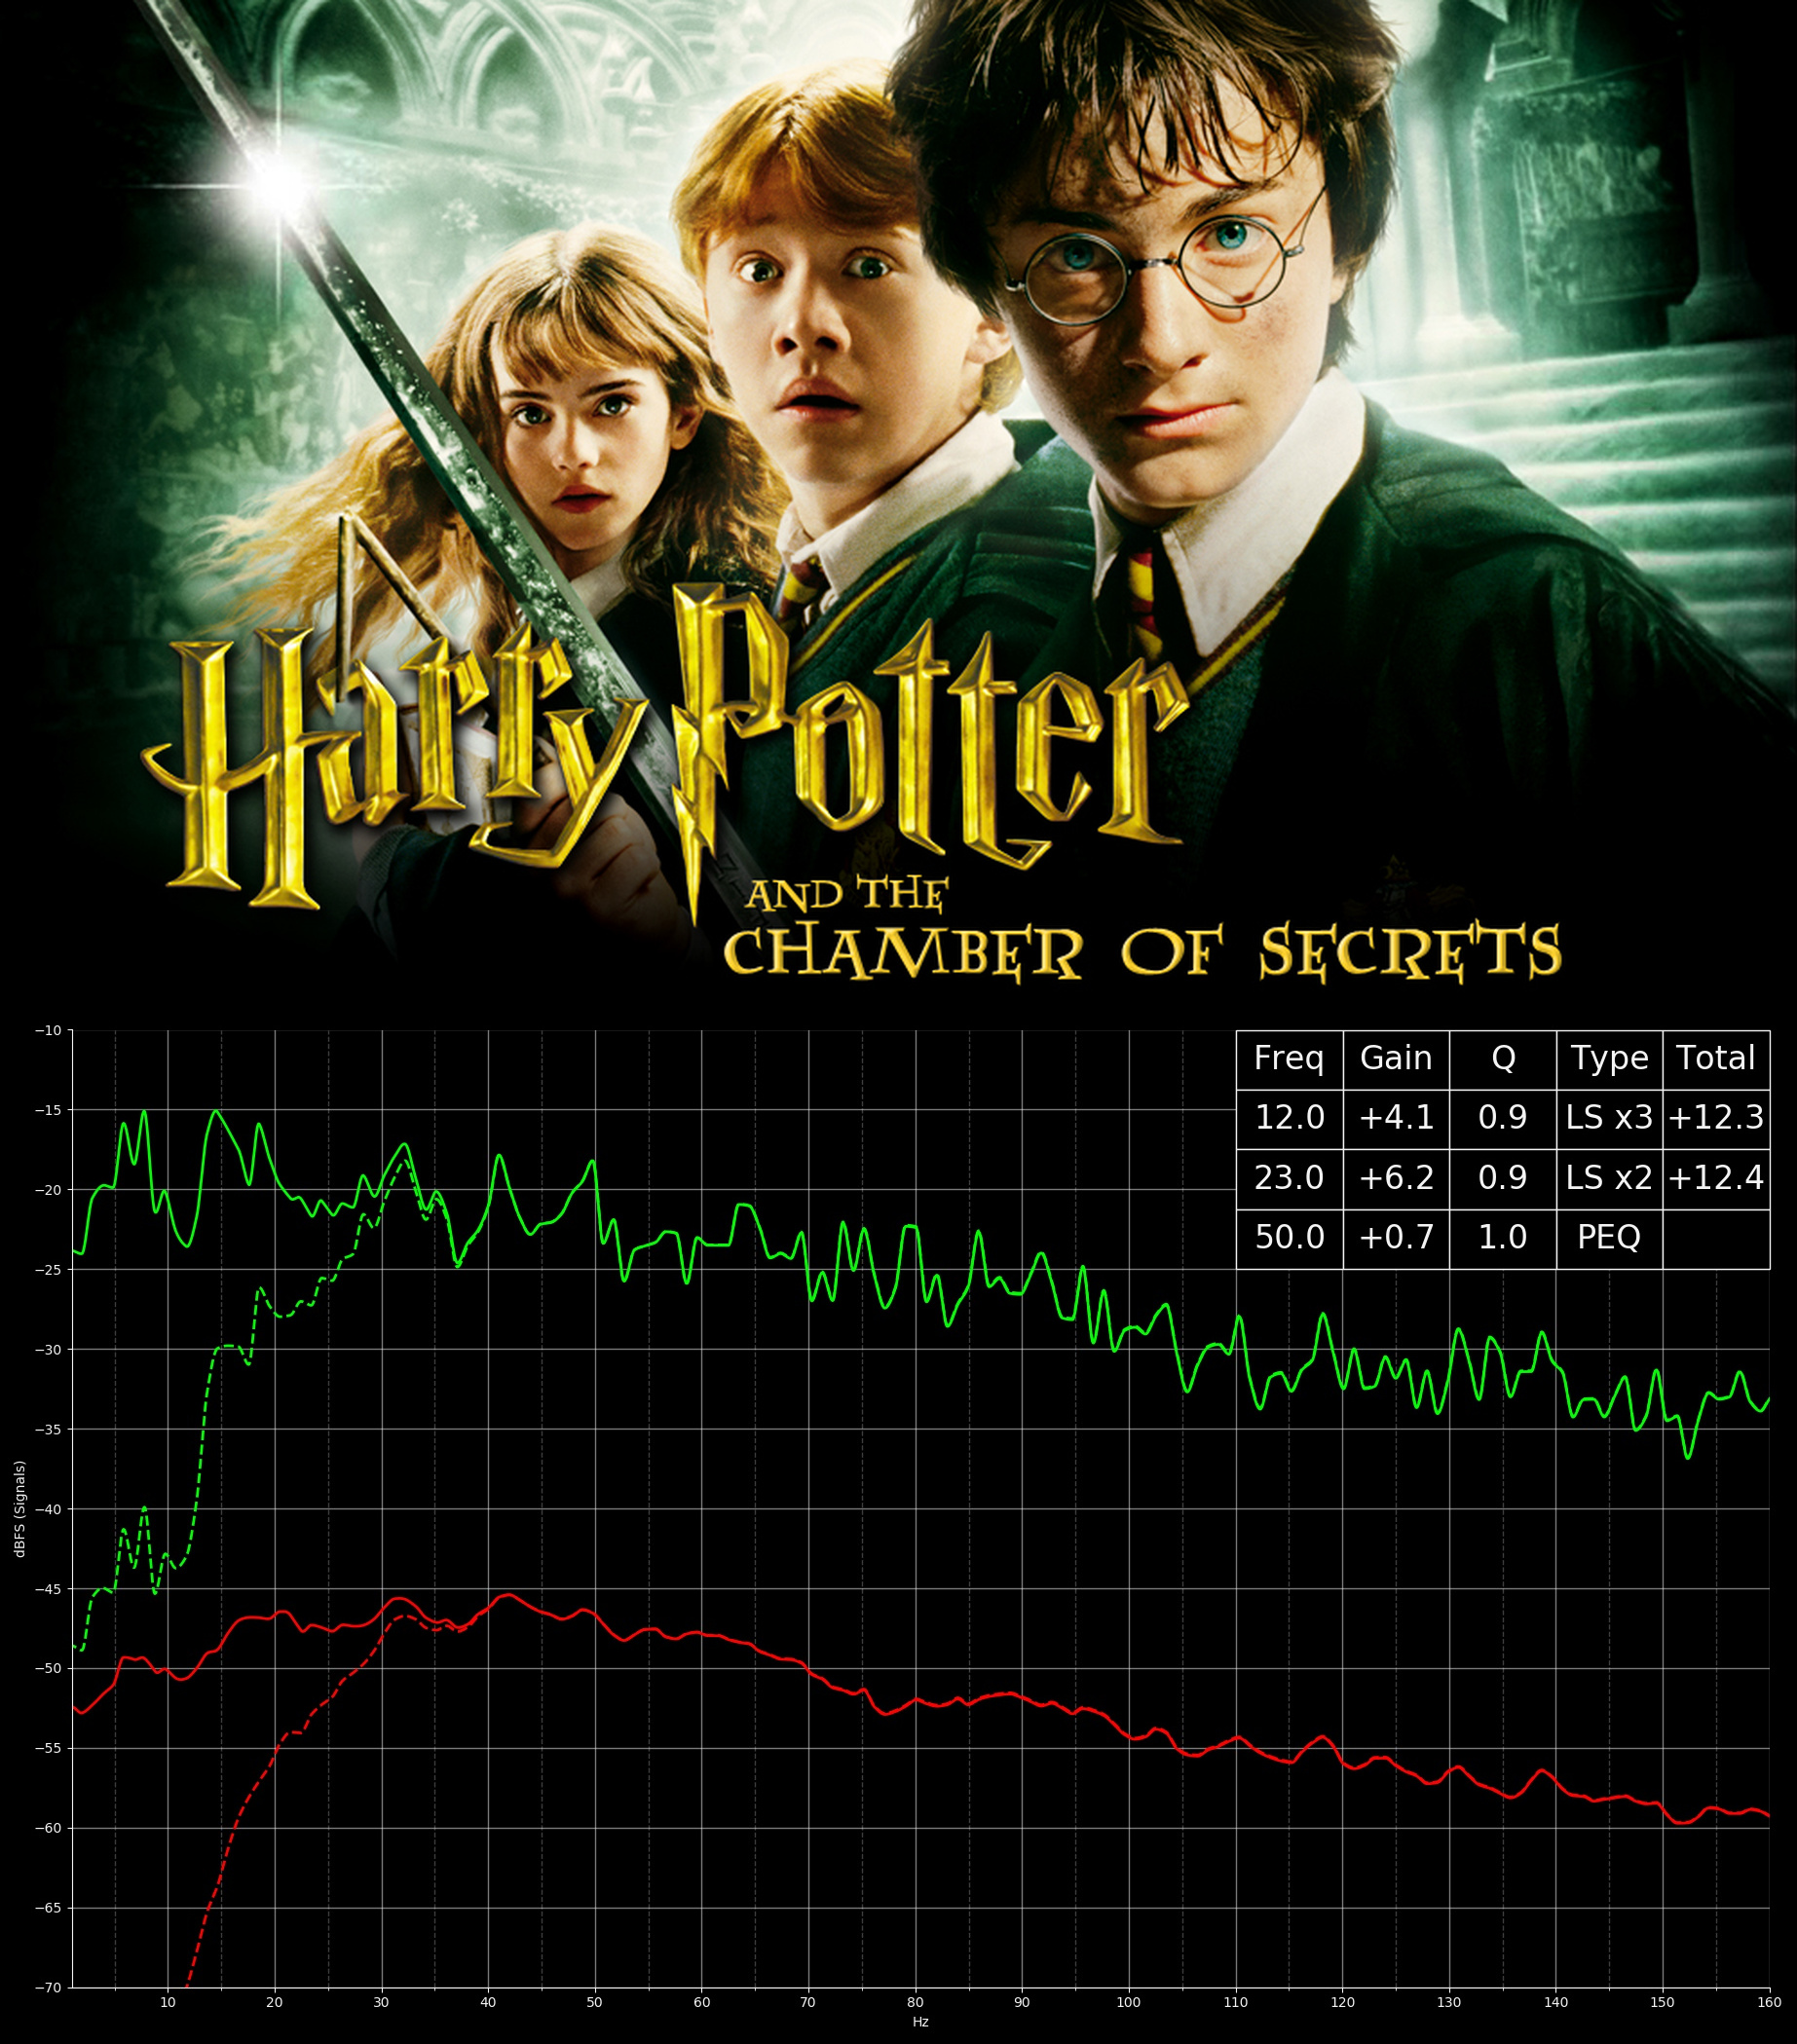 Harry Potter
AND THE
CHAMBER OF SECRETS
Freq Gain Q Type Total
12.0 +4.1 0.9 LS x3 +12.3
23.0 +6.2 0.9 LS x2 +12.4
50.0 +0.7 1.0 PEQ
−10
−15
−20
−25
−30
−35
−40
−45
−50
−55
−60
−65
−70
dBFS (Signals)
10 20 30 40 50 60 70 80 90 100 110 120 130 140 150 160
Hz